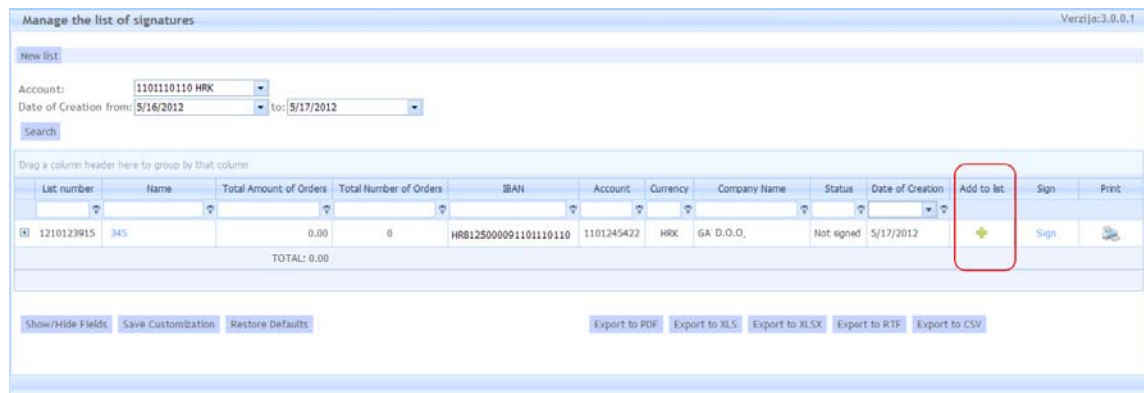 Manage the list of signatures Verzija:3.0.0.1
New list
Account: 1101110110 HRK
Date of Creation from: 5/16/2012 to: 5/17/2012
Search
Drag a column header here to group by that column
List number Name Total Amount of Orders Total Number of Orders IBAN Account Currency Company Name Status Date of Creation Add to list Sign Print
1210123915 345 0.00 0 HR8125000091101110110 1101245422 HRK GA D.O.O. Not signed 5/17/2012 Sign
TOTAL: 0.00
Show/Hide Fields Save Customization Restore Defaults Export to PDF Export to XLS Export to XLSX Export to RTF Export to CSV